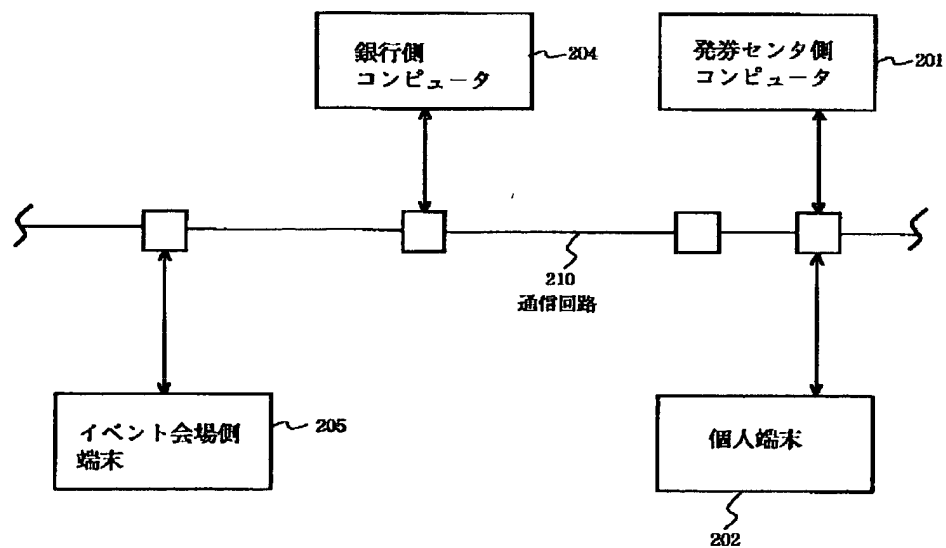 銀行側
コンピュータ
204
発券センタ側
コンピュータ
201
210
通信回路
イベント会場側
端末
205
個人端末
202